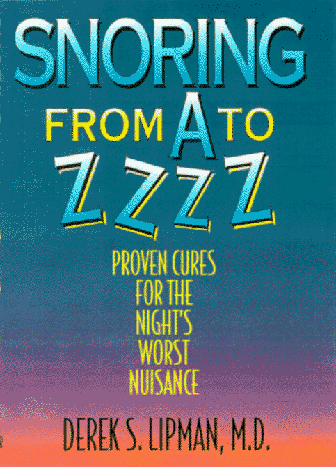 SNORING
FROM A TO
ZZZZ
PROVEN CURES
FOR THE
NIGHT'S
WORST
NUISANCE
DEREK S. LIPMAN, M.D.